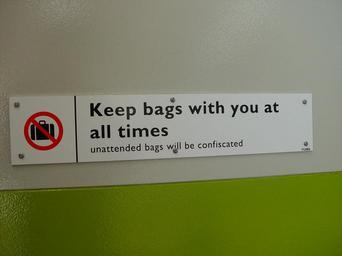 Keep bags with you at
all times
unattended bags will be confiscated